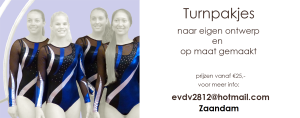 Turnpakjes
naar eigen ontwerp
en
op maat gemaakt
prijzen vanaf €25,-
voor meer info:
evdv2812@hotmail.com
Zaandam